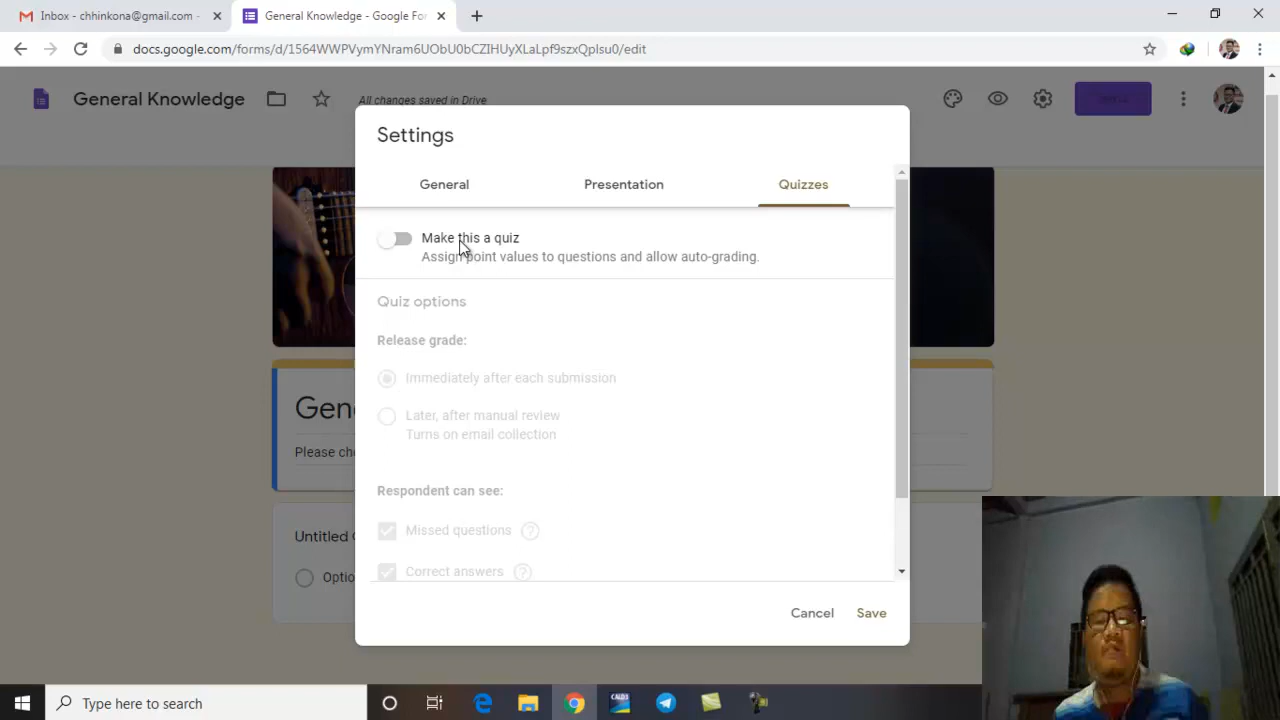 Inbox - chhinkona@gmail.com -
General Knowledge - Google For
docs.google.com/forms/d/1564WWPVymYNram6UObU0bCZIHUyXLaLpf9szxQplsu0/edit
General Knowledge
All changes saved in Drive
Settings
General
Presentation
Quizzes
Make this a quiz
Assign point values to questions and allow auto-grading.
Quiz options
Release grade:
Immediately after each submission
Later, after manual review
Turns on email collection
Respondent can see:
Missed questions
Correct answers
Cancel
Save
Gen
Please cho
Untitled
Optio
Type here to search